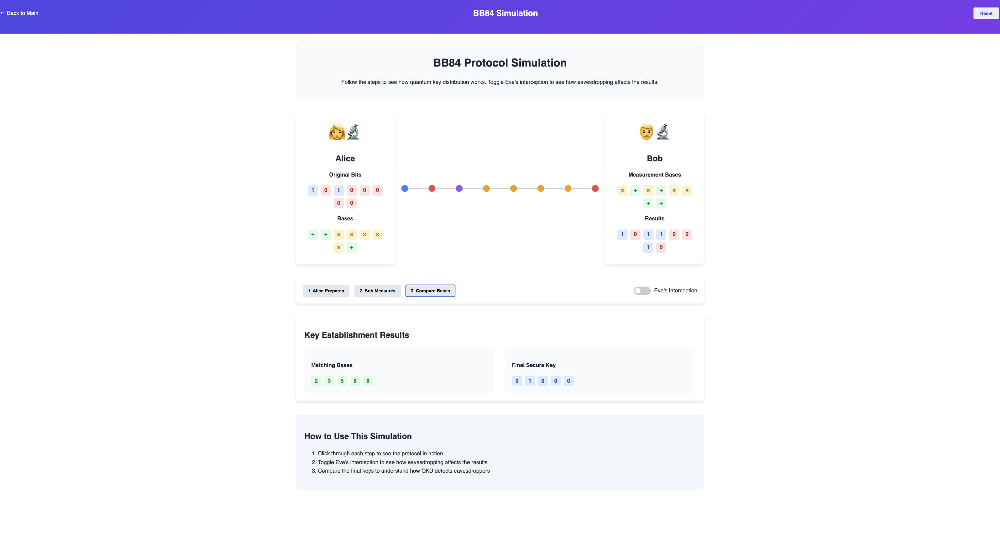 ← Back to Main
BB84 Simulation
Reset
BB84 Protocol Simulation
Follow the steps to see how quantum key distribution works. Toggle Eve's interception to see how eavesdropping affects the results.
Alice
Original Bits
1 0 1 0 0 0
0 0
Bases
+ + × × × ×
× +
Bob
Measurement Bases
× + × + × ×
+ +
Results
1 0 1 1 0 0
1 0
1. Alice Prepares
2. Bob Measures
3. Compare Bases
Eve's Interception
Key Establishment Results
Matching Bases
2 3 5 6 8
Final Secure Key
0 1 0 0 0
How to Use This Simulation
1. Click through each step to see the protocol in action
2. Toggle Eve's interception to see how eavesdropping affects the results
3. Compare the final keys to understand how QKD detects eavesdroppers